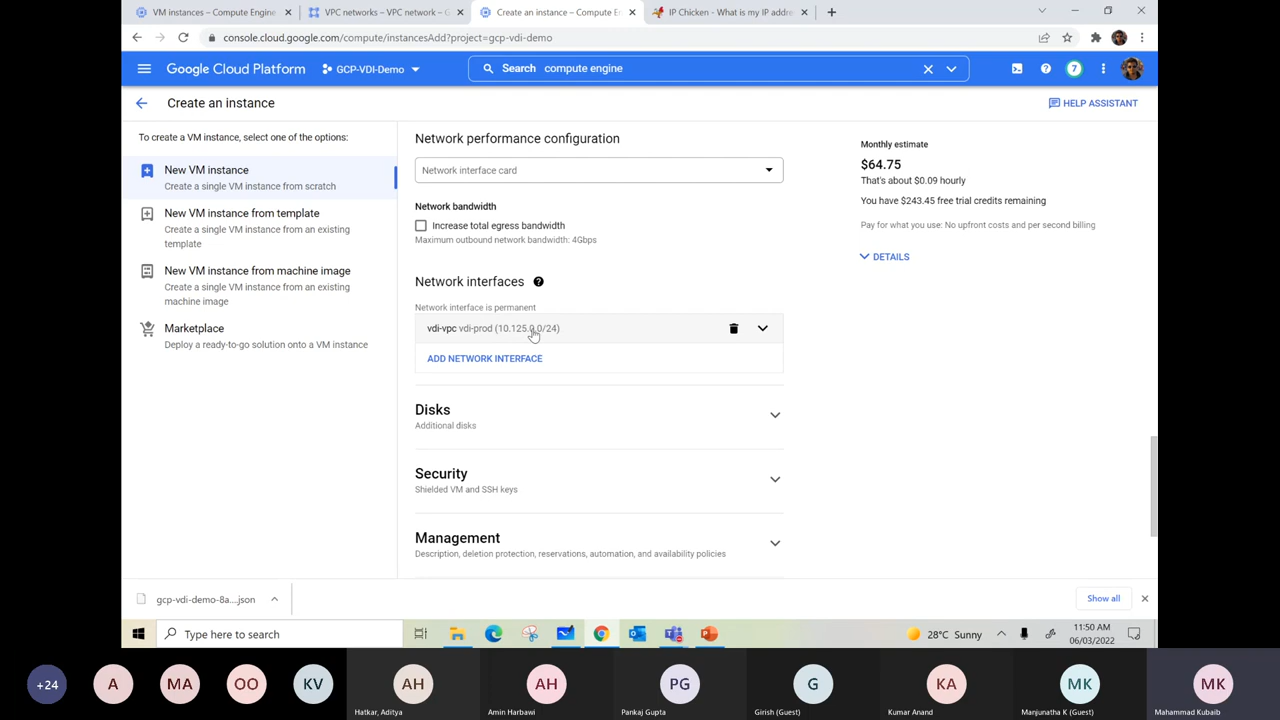 VM instances – Compute Engine
VPC networks – VPC network – G
Create an instance – Compute En
IP Chicken - What is my IP addre
console.cloud.google.com/compute/instancesAdd?project=gcp-vdi-demo
Google Cloud Platform
GCP-VDI-Demo
Search compute engine
7
Create an instance
HELP ASSISTANT
To create a VM instance, select one of the options:
New VM instance
Create a single VM instance from scratch
New VM instance from template
Create a single VM instance from an existing
template
New VM instance from machine image
Create a single VM instance from an existing
machine image
Marketplace
Deploy a ready-to-go solution onto a VM instance
Network performance configuration
Network interface card
Network bandwidth
Increase total egress bandwidth
Maximum outbound network bandwidth: 4Gbps
Network interfaces
Network interface is permanent
vdi-vpc vdi-prod (10.125.0.0/24)
ADD NETWORK INTERFACE
Disks
Additional disks
Security
Shielded VM and SSH keys
Management
Description, deletion protection, reservations, automation, and availability policies
Monthly estimate
$64.75
That's about $0.09 hourly
You have $243.45 free trial credits remaining
Pay for what you use: No upfront costs and per second billing
DETAILS
gcp-vdi-demo-8a....json
Show all
Type here to search
28°C Sunny
11:50 AM
06/03/2022
+24
A
MA
OO
KV
AH
Hatkar, Aditya
AH
Amin Harbawi
PG
Pankaj Gupta
G
Girish (Guest)
KA
Kumar Anand
MK
Manjunatha K (Guest)
MK
Mahammad Kubaib